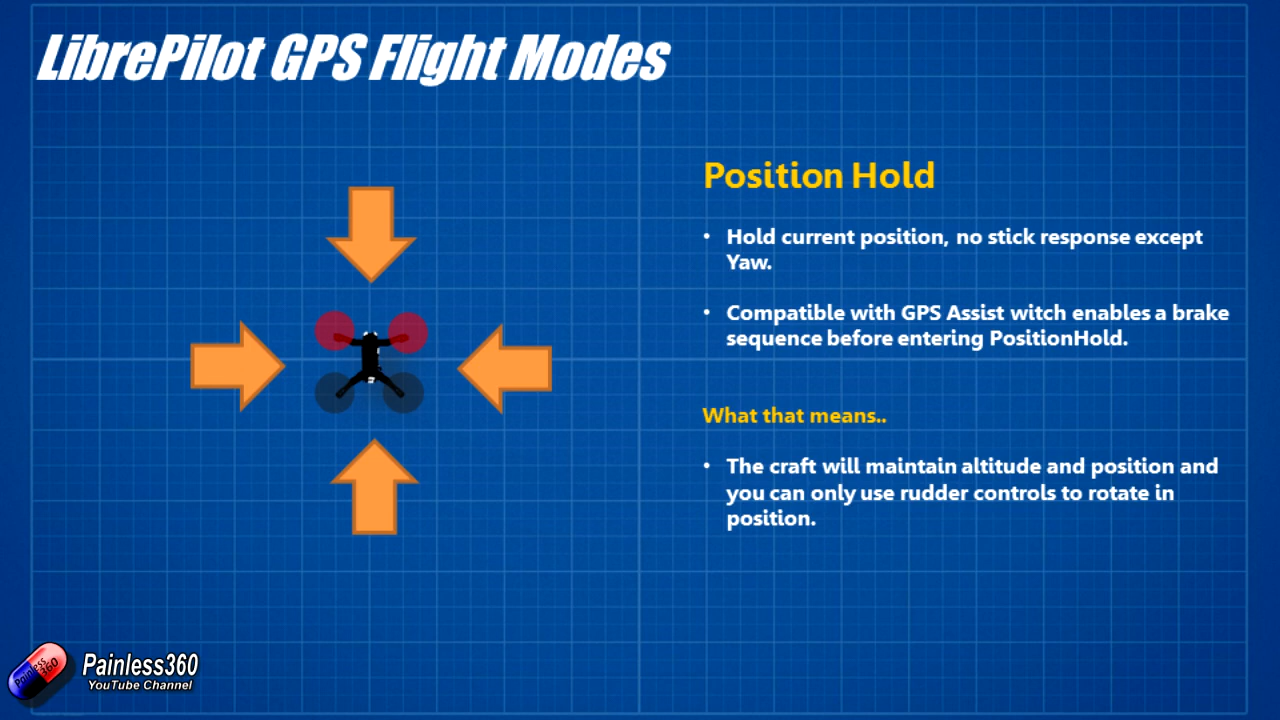 LibrePilot GPS Flight Modes
Position Hold
• Hold current position, no stick response except
Yaw.
• Compatible with GPS Assist witch enables a brake
sequence before entering PositionHold.
What that means..
• The craft will maintain altitude and position and
you can only use rudder controls to rotate in
position.
Painless
360
Painless360
YouTube Channel